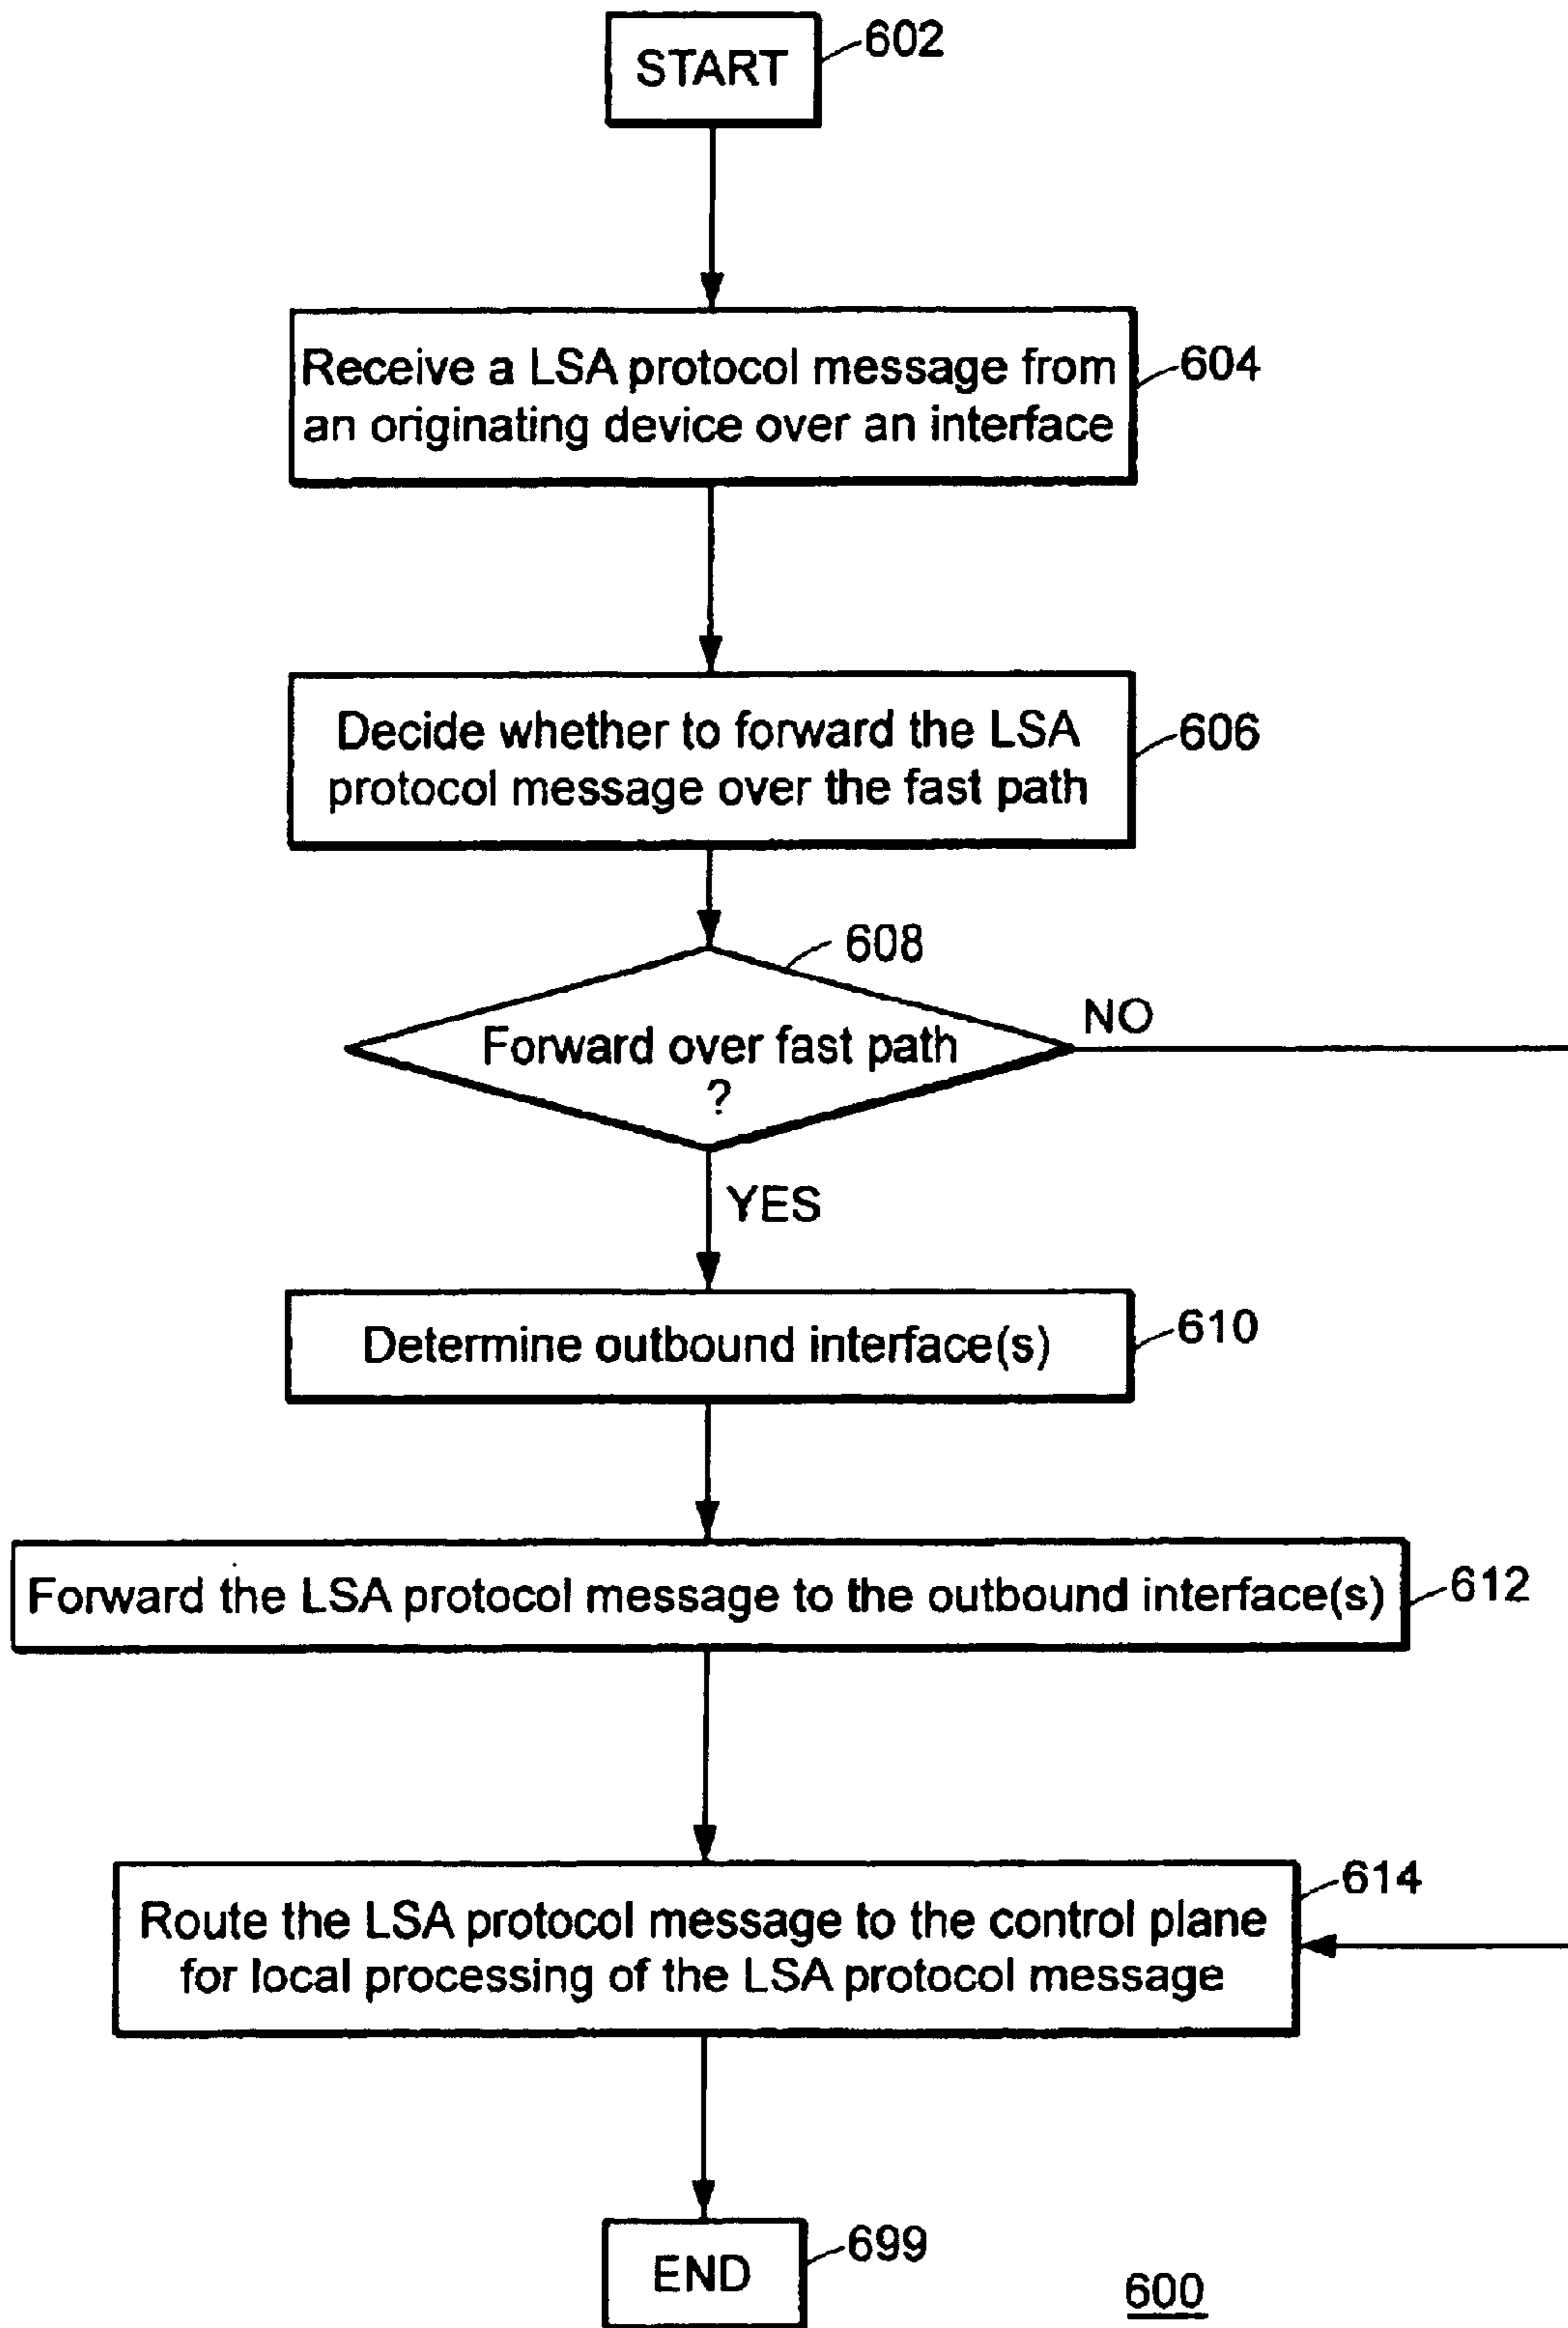 START
602
Receive a LSA protocol message from
an originating device over an interface
604
Decide whether to forward the LSA
protocol message over the fast path
606
608
Forward over fast path
?
NO
YES
Determine outbound interface(s)
610
Forward the LSA protocol message to the outbound interface(s)
612
614
Route the LSA protocol message to the control plane
for local processing of the LSA protocol message
END
699
600